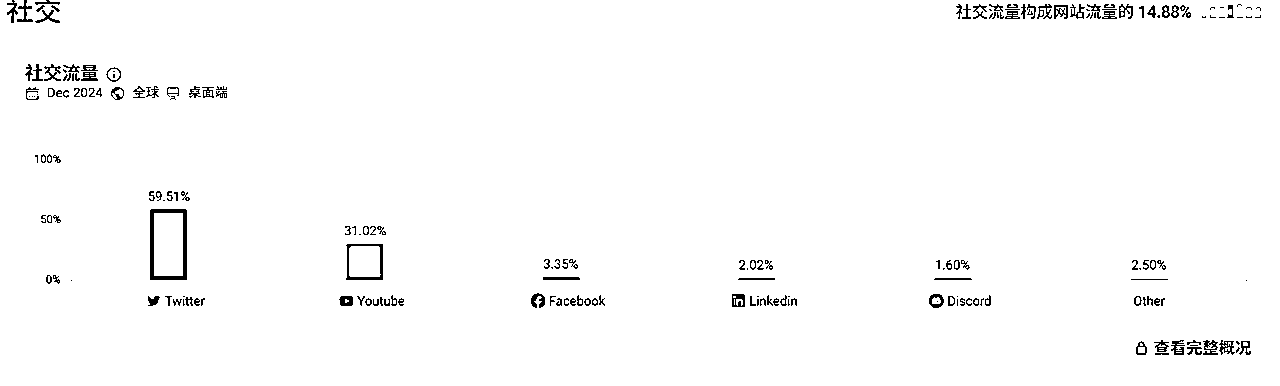 社交
社交流量构成网站流量的 14.88%
社交流量
Dec 2024 全球 桌面端
100%
50%
0%
59.51%
31.02%
3.35%
2.02%
1.60%
2.50%
Twitter
Youtube
Facebook
Linkedin
Discord
Other
查看完整概况